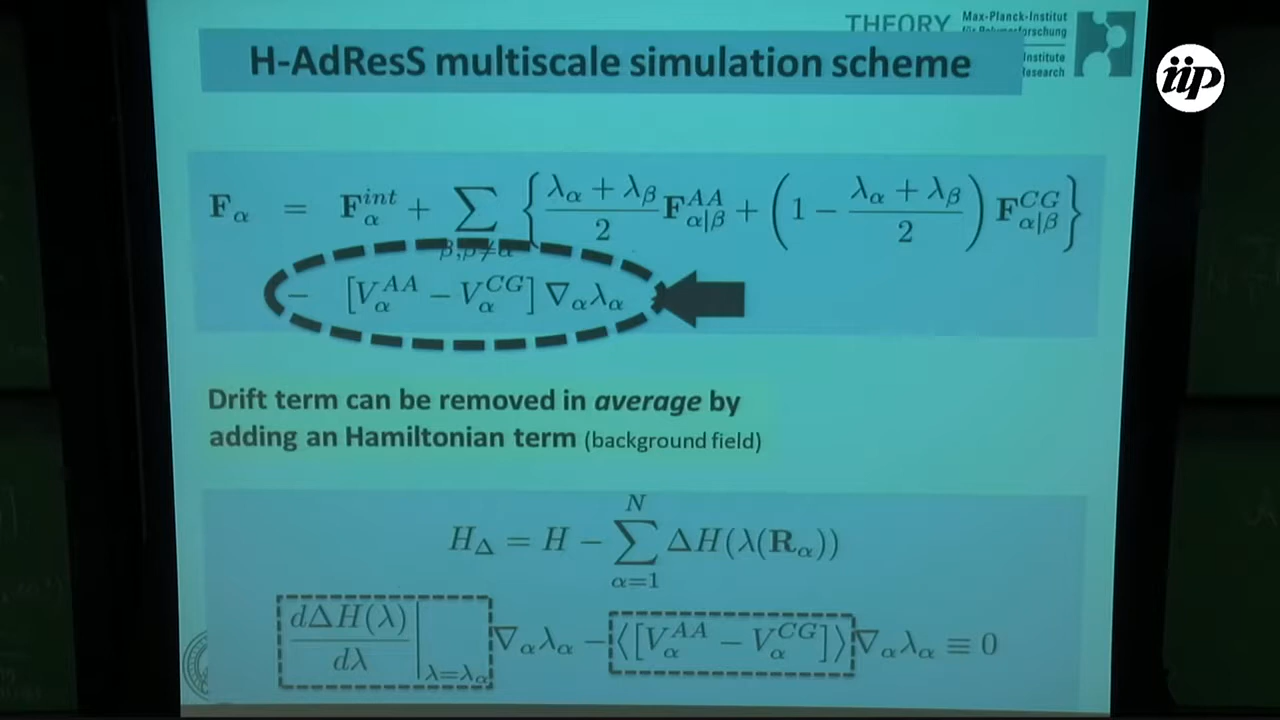 THEORY
Max-Planck-Institut
für Polymerforschung
Institute
Research
iip
H-AdResS multiscale simulation scheme
F_α = F_α^{int} + ∑_{β,β≠α} { (λ_α + λ_β)/2 F_{α|β}^{AA} + (1 − (λ_α + λ_β)/2) F_{α|β}^{CG} }
− [V_α^{AA} − V_α^{CG}] ∇_α λ_α
Drift term can be removed in average by
adding an Hamiltonian term (background field)
H_Δ = H − ∑_{α=1}^{N} ΔH(λ(R_α))
dΔH(λ)/dλ |_{λ=λ_α} ∇_α λ_α − ⟨[V_α^{AA} − V_α^{CG}]⟩ ∇_α λ_α ≡ 0